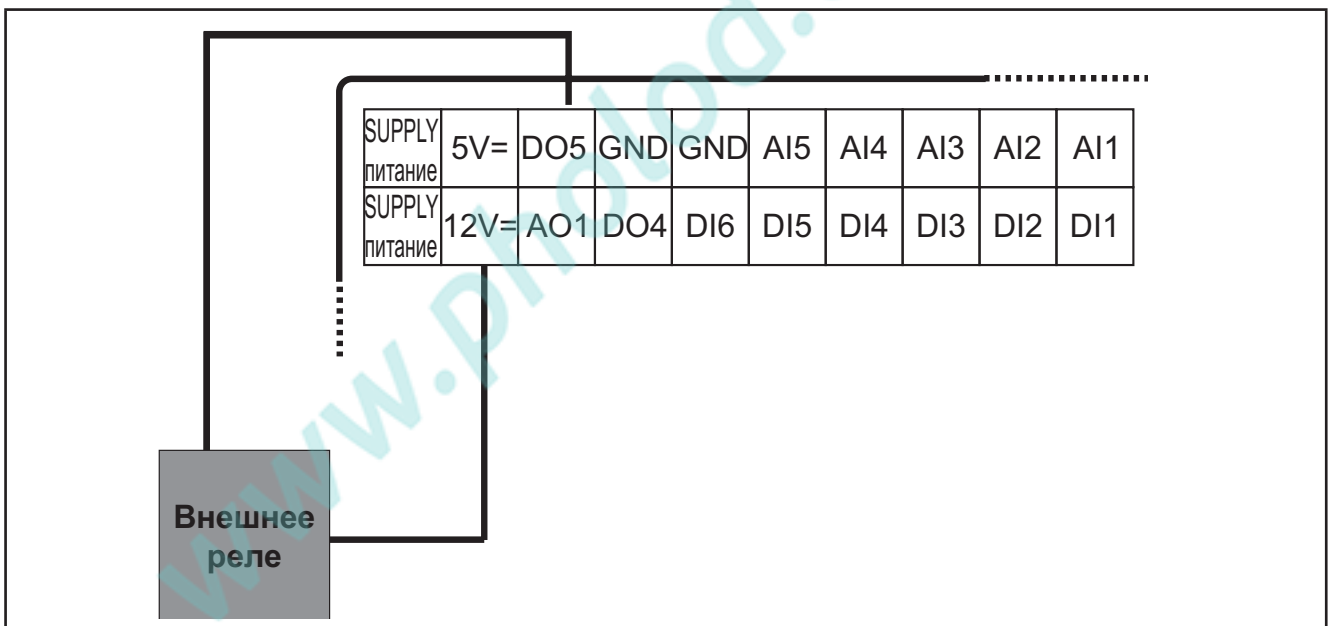 SUPPLY
питание
5V= DO5 GND GND AI5 AI4 AI3 AI2 AI1
SUPPLY
питание
12V= AO1 DO4 DI6 DI5 DI4 DI3 DI2 DI1
Внешнее
реле
www.pholod.